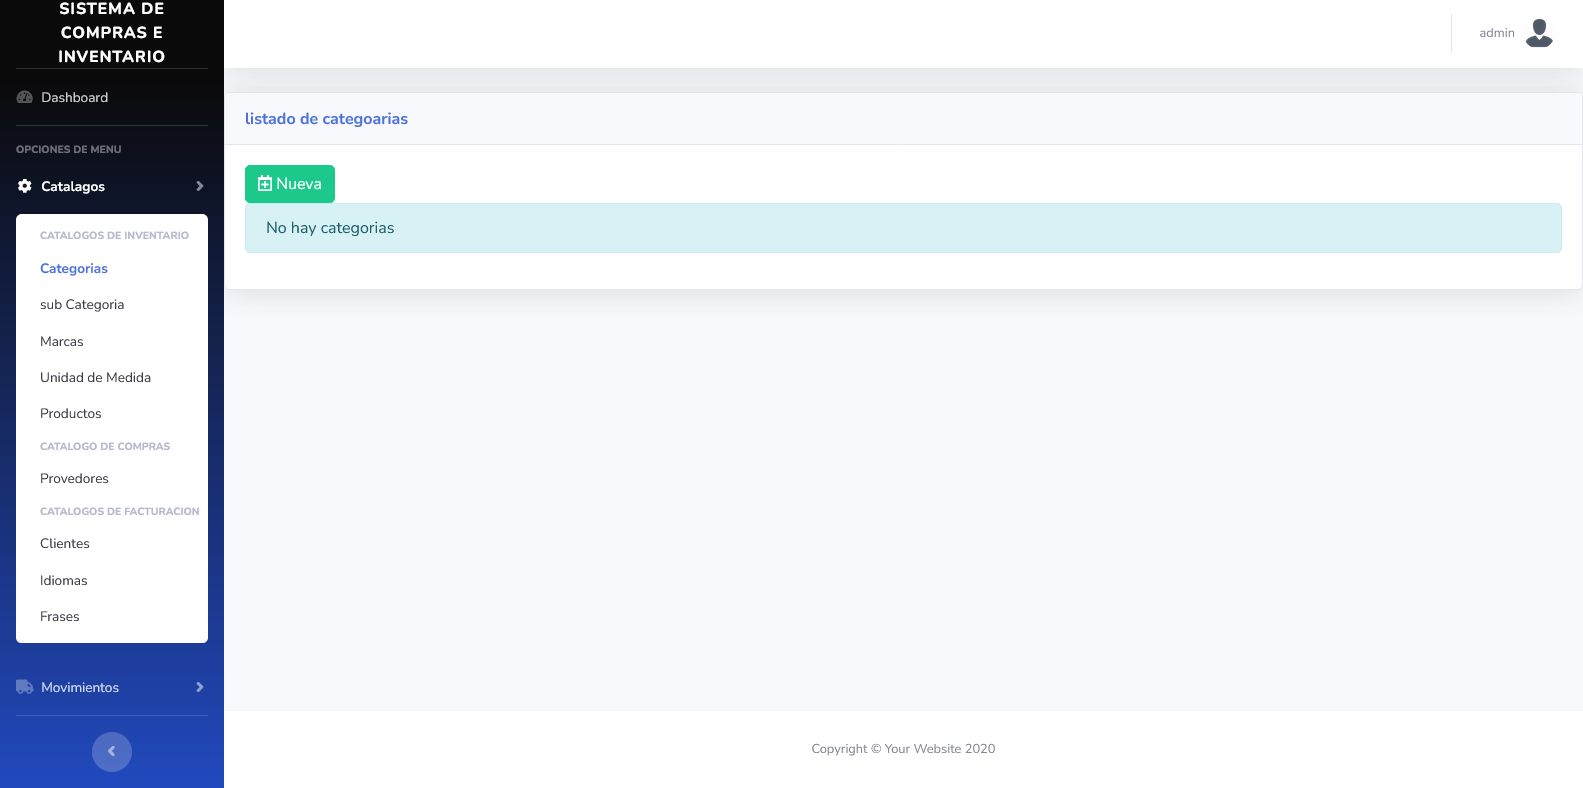 SISTEMA DE
COMPRAS E
INVENTARIO
Dashboard
OPCIONES DE MENU
Catalagos
CATALOGOS DE INVENTARIO
Categorias
sub Categoria
Marcas
Unidad de Medida
Productos
CATALOGO DE COMPRAS
Provedores
CATALOGOS DE FACTURACION
Clientes
Idiomas
Frases
Movimientos
admin
listado de categoarias
Nueva
No hay categorias
Copyright © Your Website 2020